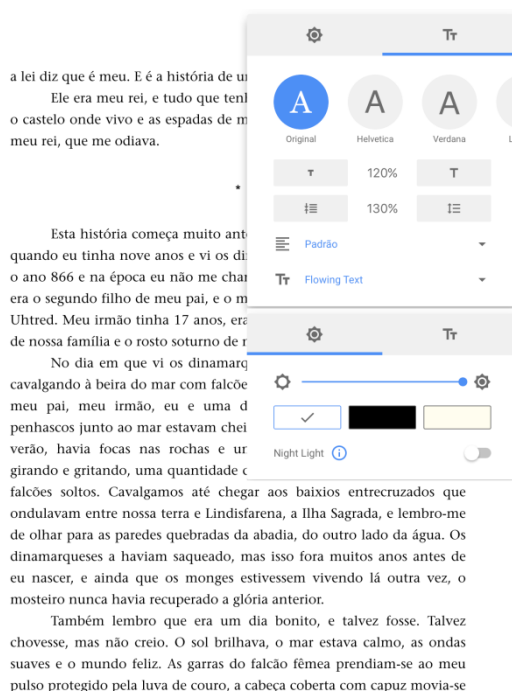 a lei diz que é meu. E é a história de
Ele era meu rei, e tudo que
o castelo onde vivo e as espadas de
meu rei, que me odiava.
*
Esta história começa muito
quando eu tinha nove anos e vi os
o ano 866 e na época eu não me
era o segundo filho de meu pai, e o
Uhtred. Meu irmão tinha 17 anos,
de nossa família e o rosto soturno de
No dia em que vi os
cavalgando à beira do mar com
meu pai, meu irmão, eu e uma
penhascos junto ao mar estavam
verão, havia focas nas rochas e
girando e gritando, uma quantidade
falcões soltos. Cavalgamos até chegar aos baixios entrecruzados que
ondulavam entre nossa terra e Lindisfarena, a Ilha Sagrada, e lembro-me
de olhar para as paredes quebradas da abadia, do outro lado da água. Os
dinamarqueses a haviam saqueado, mas isso fora muitos anos antes de
eu nascer, e ainda que os monges estivessem vivendo lá outra vez, o
mosteiro nunca havia recuperado a glória anterior.
Também lembro que era um dia bonito, e talvez fosse. Talvez
chovesse, mas não creio. O sol brilhava, o mar estava calmo, as ondas
suaves e o mundo feliz. As garras do falcão fêmea prendiam-se ao meu
pulso protegido pela luva de couro, a cabeça coberta com capuz movia-se
Tт
A A A
Original Helvetica Verdana
T 120% T
130%
Padrão
Tт Flowing Text
Tт
Night Light